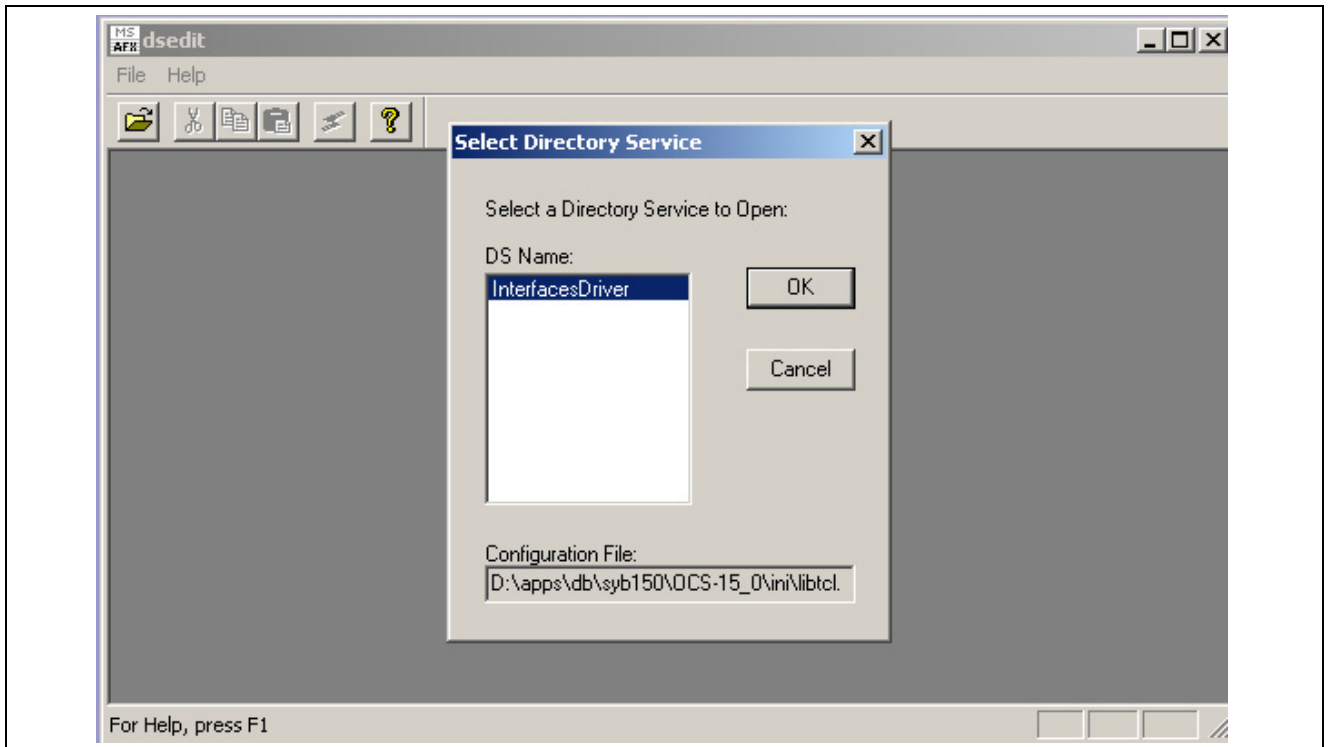 MS
AFX dsedit
File Help
Select Directory Service
Select a Directory Service to Open:
DS Name:
InterfacesDriver
OK
Cancel
Configuration File:
D:\apps\db\syb150\OCS-15_0\ini\libtcl.
For Help, press F1